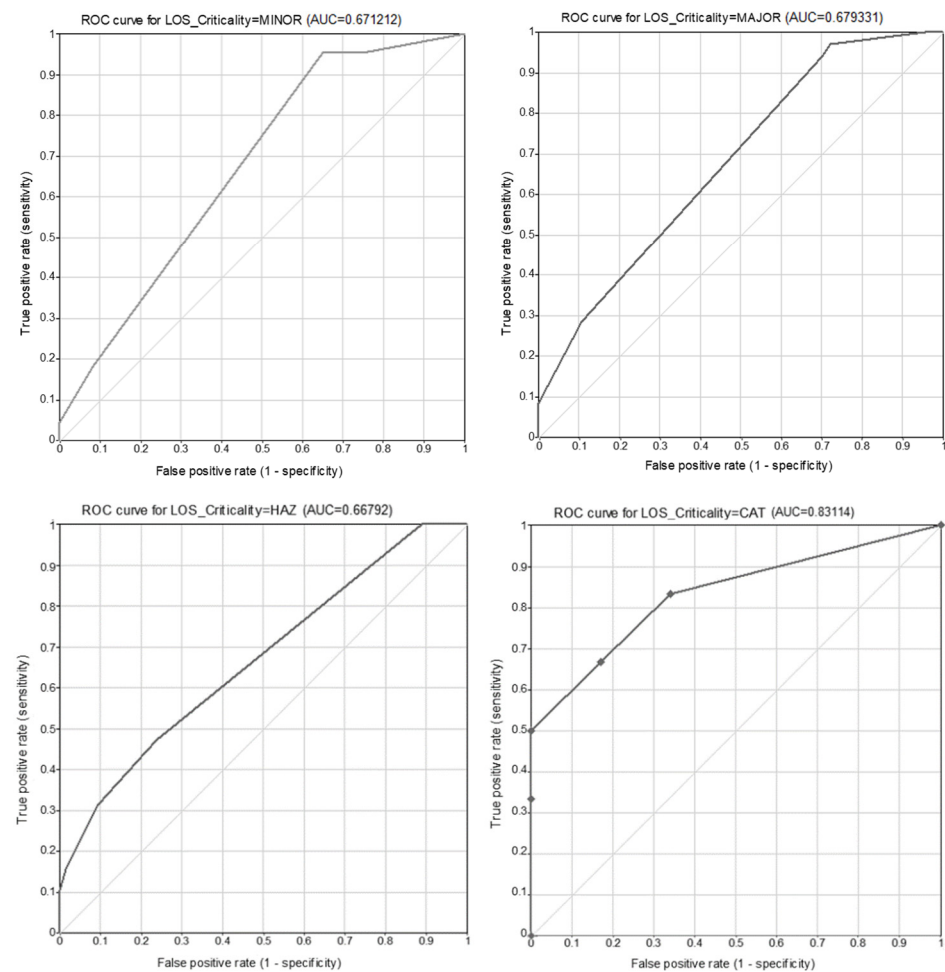 ROC curve for LOS_Criticality=MINOR (AUC=0.671212)
True positive rate (sensitivity)
1
0.9
0.8
0.7
0.6
0.5
0.4
0.3
0.2
0.1
0
0 0.1 0.2 0.3 0.4 0.5 0.6 0.7 0.8 0.9 1
False positive rate (1 - specificity)
ROC curve for LOS_Criticality=MAJOR (AUC=0.679331)
True positive rate (sensitivity)
1
0.9
0.8
0.7
0.6
0.5
0.4
0.3
0.2
0.1
0
0 0.1 0.2 0.3 0.4 0.5 0.6 0.7 0.8 0.9 1
False positive rate (1 - specificity)
ROC curve for LOS_Criticality=HAZ (AUC=0.66792)
True positive rate (sensitivity)
1
0.9
0.8
0.7
0.6
0.5
0.4
0.3
0.2
0.1
0
0 0.1 0.2 0.3 0.4 0.5 0.6 0.7 0.8 0.9 1
False positive rate (1 - specificity)
ROC curve for LOS_Criticality=CAT (AUC=0.83114)
True positive rate (sensitivity)
1
0.9
0.8
0.7
0.6
0.5
0.4
0.3
0.2
0.1
0
0 0.1 0.2 0.3 0.4 0.5 0.6 0.7 0.8 0.9 1
False positive rate (1 - specificity)